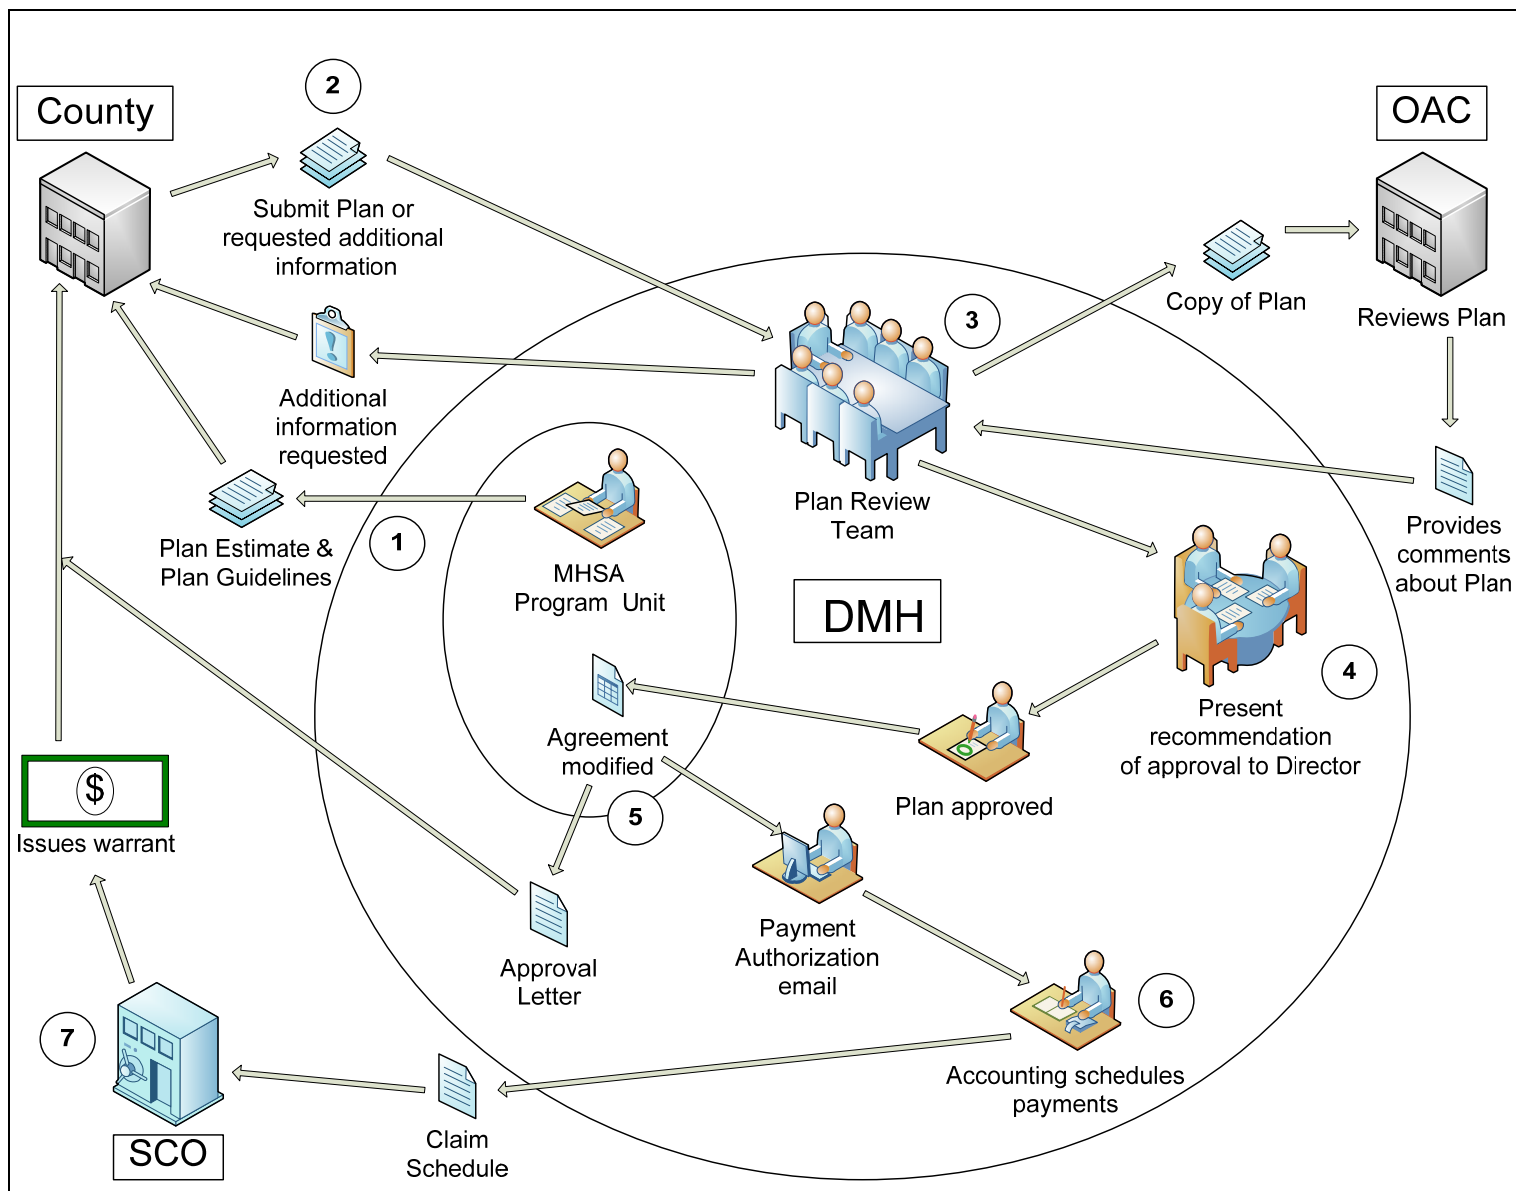 2
County
OAC
Submit Plan or
requested additional
information
Copy of Plan
Reviews Plan
3
Additional
information
requested
Plan Review
Team
1
Plan Estimate &
Plan Guidelines
MHSA
Program Unit
Provides
comments
about Plan
DMH
4
Present
recommendation
of approval to Director
Agreement
modified
Plan approved
5
$
Issues warrant
Payment
Authorization
email
Approval
Letter
6
7
Accounting schedules
payments
SCO
Claim
Schedule